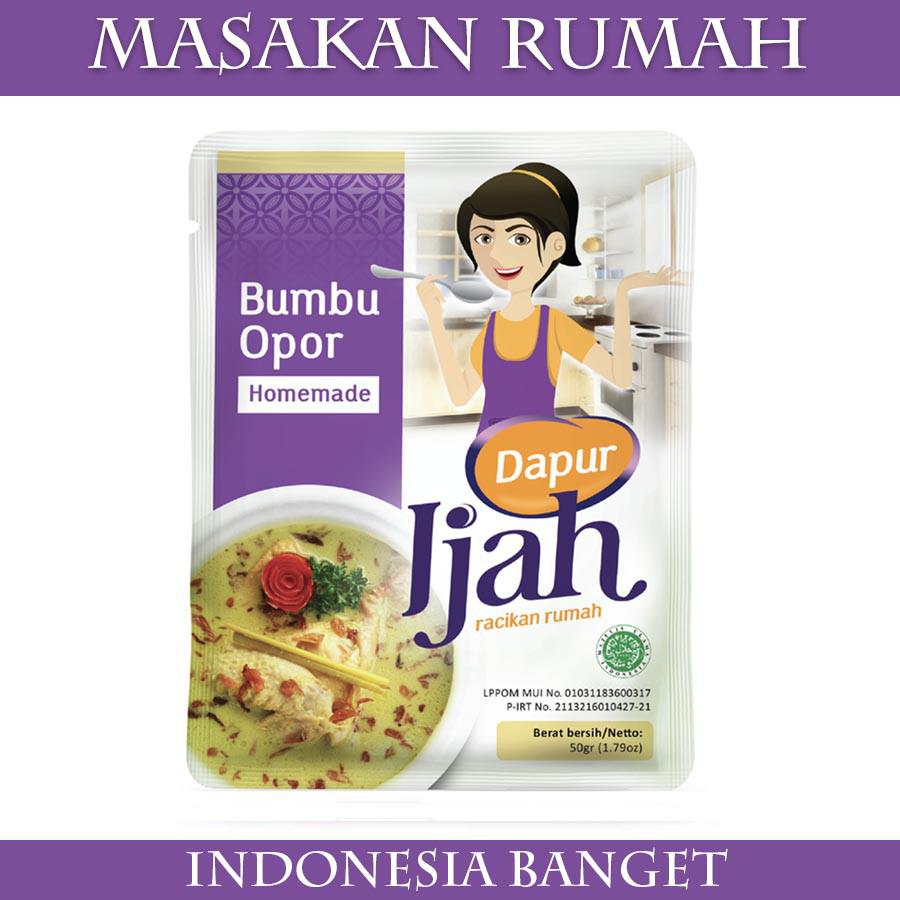 MASAKAN RUMAH
Bumbu
Opor
Homemade
Dapur
Ijah
racikan rumah
LPPOM MUI No. 01031183600317
P-IRT No. 2113216010427-21
Berat bersih/Netto:
50gr (1.79oz)
INDONESIA BANGET